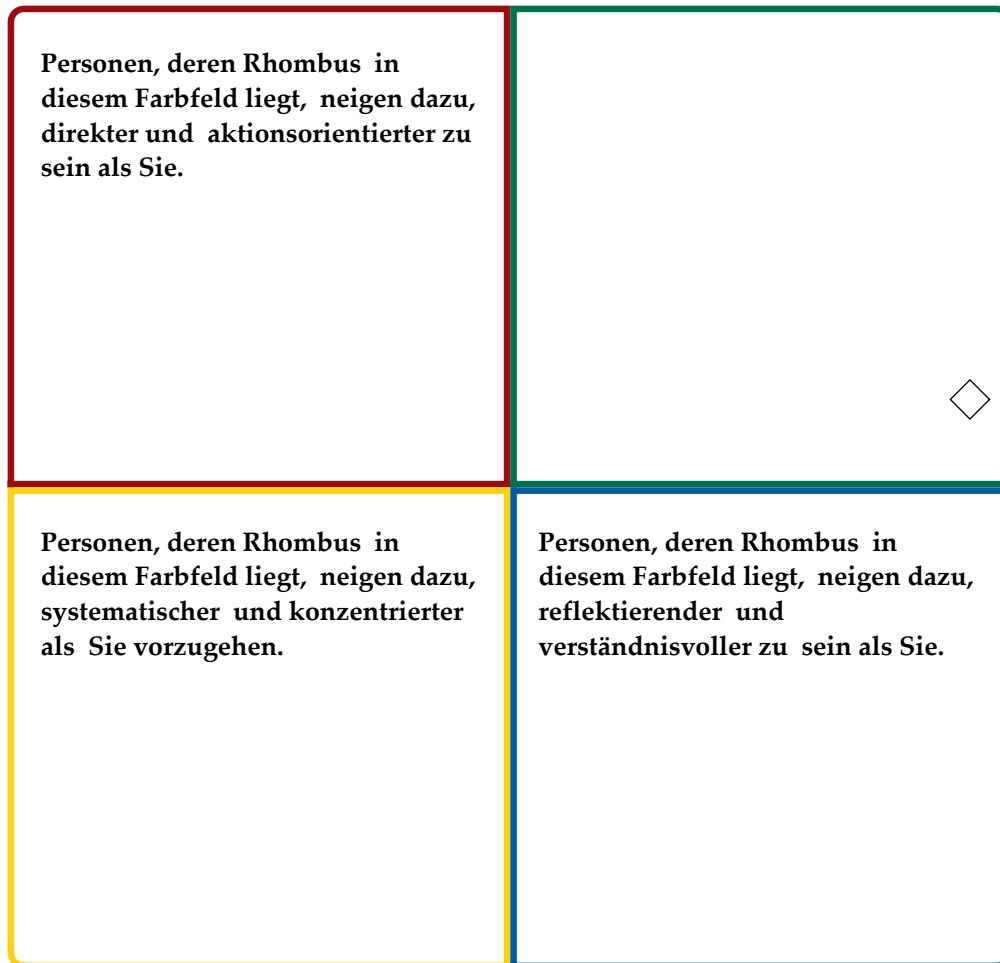 Personen, deren Rhombus in
diesem Farbfeld liegt, neigen dazu,
direkter und aktionsorientierter zu
sein als Sie.
Personen, deren Rhombus in
diesem Farbfeld liegt, neigen dazu,
systematischer und konzentrierter
als Sie vorzugehen.
Personen, deren Rhombus in
diesem Farbfeld liegt, neigen dazu,
reflektierender und
verständnisvoller zu sein als Sie.